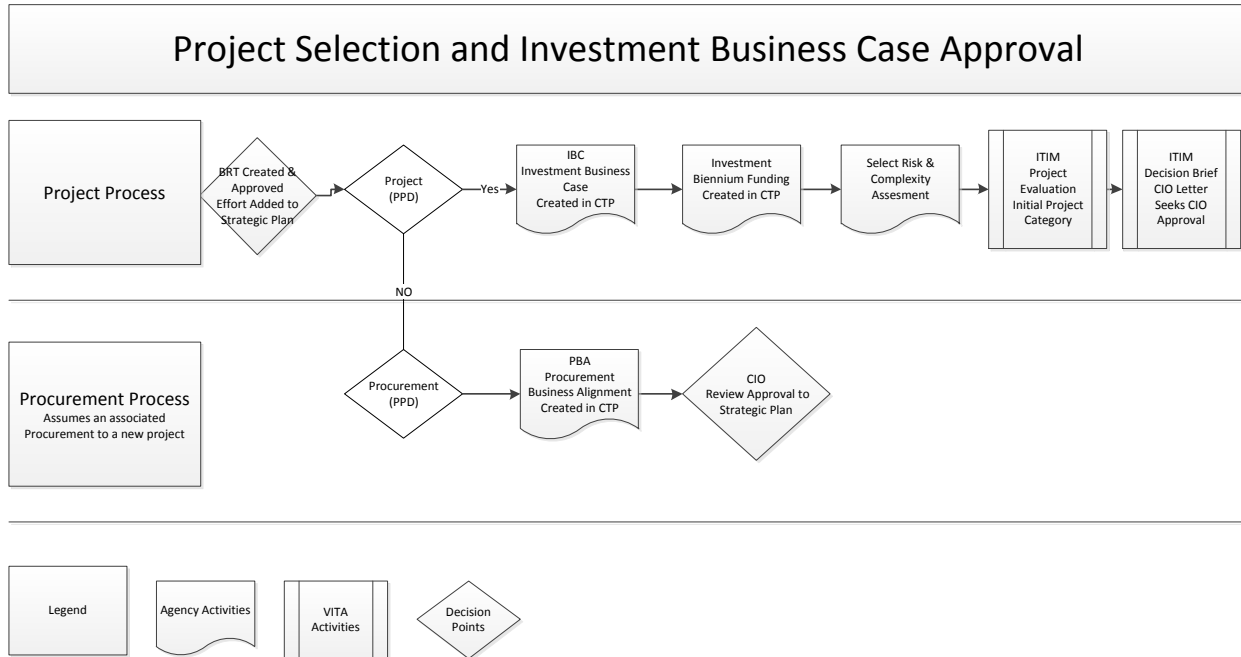 Project Selection and Investment Business Case Approval
Project Process
BRT Created &
Approved
Effort Added to
Strategic Plan
Project
(PPD)
Yes
IBC
Investment Business
Case
Created in CTP
Investment
Biennium Funding
Created in CTP
Select Risk &
Complexity
Assesment
ITIM
Project
Evaluation
Initial Project
Category
ITIM
Decision Brief
CIO Letter
Seeks CIO
Approval
NO
Procurement Process
Assumes an associated
Procurement to a new project
Procurement
(PPD)
PBA
Procurement
Business Alignment
Created in CTP
CIO
Review Approval to
Strategic Plan
Legend
Agency Activities
VITA
Activities
Decision
Points